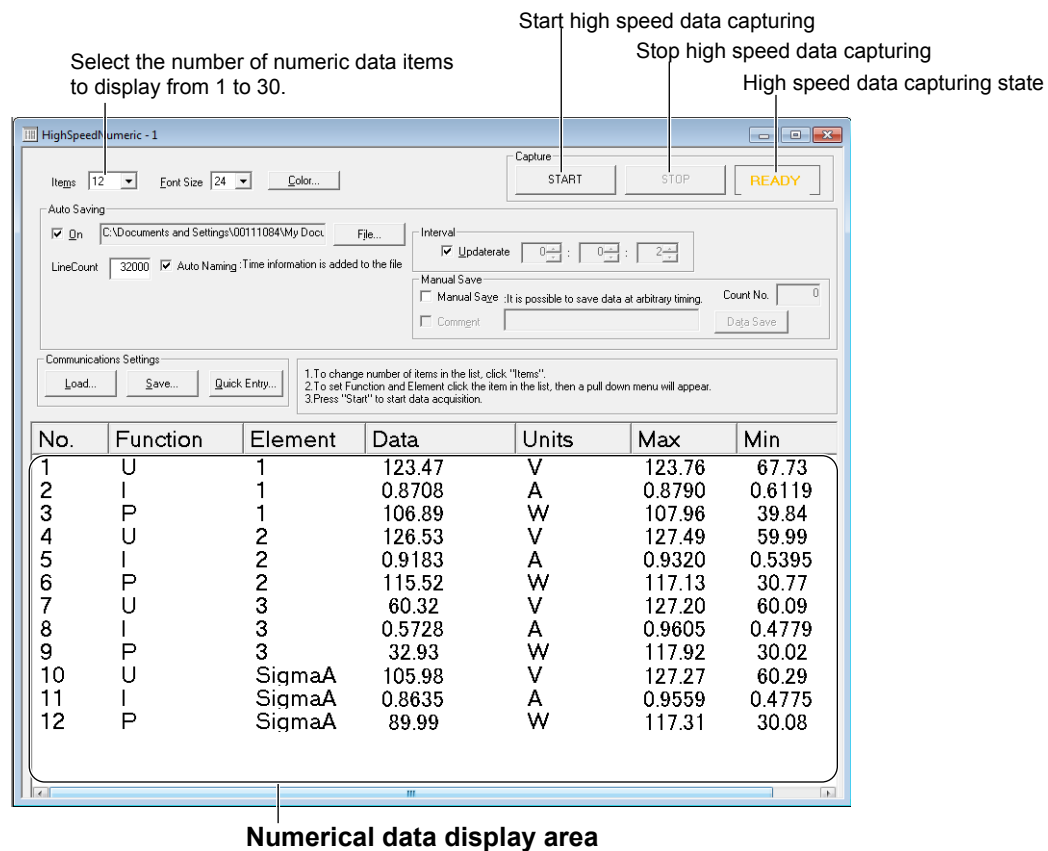 Start high speed data capturing
Stop high speed data capturing
Select the number of numeric data items
to display from 1 to 30.
High speed data capturing state
HighSpeedNumeric - 1
Capture
Items 12 Font Size 24 Color... START STOP READY
Auto Saving
On C:\Documents and Settings\00111084\My Docu File...
Interval
Updaterate 0 : 0 : 2
LineCount 32000 Auto Naming :Time information is added to the file
Manual Save
Manual Save :It is possible to save data at arbitrary timing. Count No. 0
Comment Data Save
Communications Settings
Load... Save... Quick Entry...
1.To change number of items in the list, click "Items".
2.To set Function and Element click the item in the list, then a pull down menu will appear.
3.Press "Start" to start data acquisition.
No. Function Element Data Units Max Min
1 U 1 123.47 V 123.76 67.73
2 I 1 0.8708 A 0.8790 0.6119
3 P 1 106.89 W 107.96 39.84
4 U 2 126.53 V 127.49 59.99
5 I 2 0.9183 A 0.9320 0.5395
6 P 2 115.52 W 117.13 30.77
7 U 3 60.32 V 127.20 60.09
8 I 3 0.5728 A 0.9605 0.4779
9 P 3 32.93 W 117.92 30.02
10 U SigmaA 105.98 V 127.27 60.29
11 I SigmaA 0.8635 A 0.9559 0.4775
12 P SigmaA 89.99 W 117.31 30.08
Numerical data display area